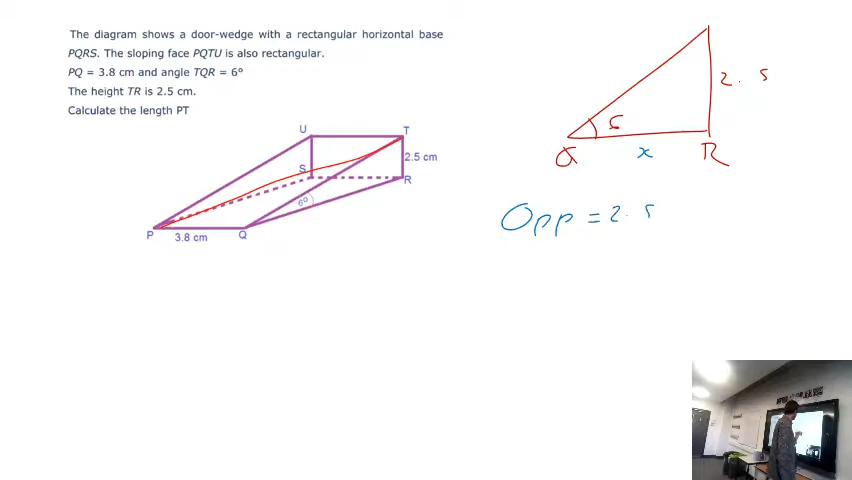 The diagram shows a door-wedge with a rectangular horizontal base
PQRS. The sloping face PQTU is also rectangular.
PQ = 3.8 cm and angle TQR = 6°
The height TR is 2.5 cm.
Calculate the length PT
U
T
2.5 cm
S
R
6°
P
3.8 cm
Q
2.5
6
Q
x
R
Opp = 2.5